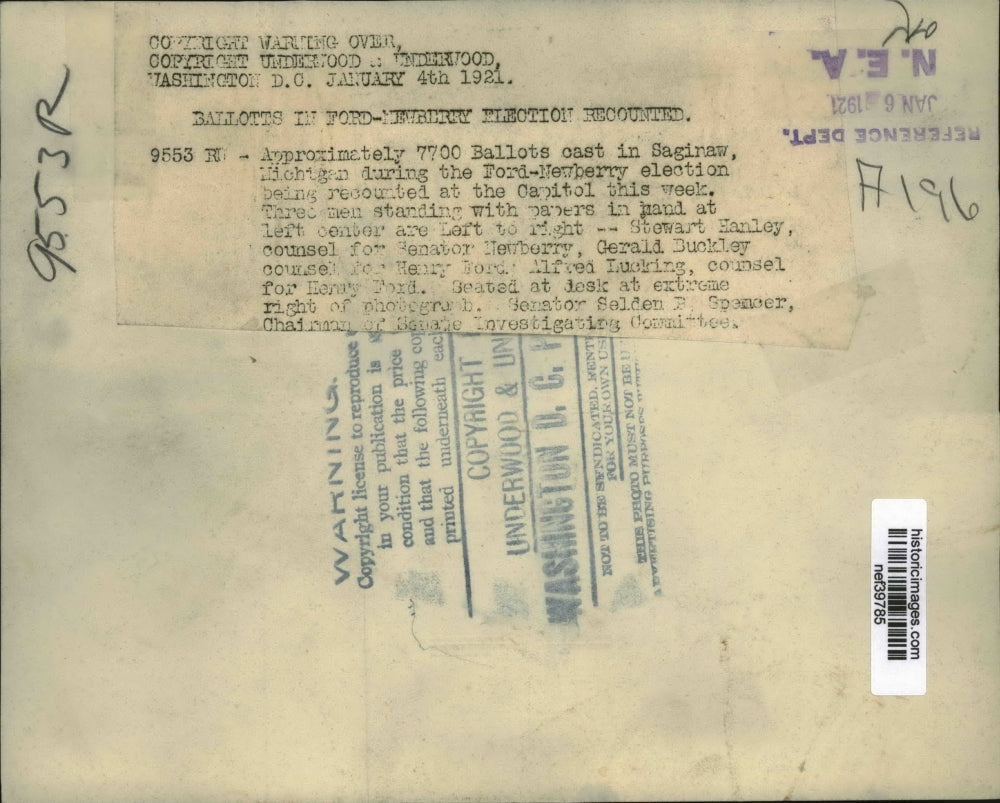 COPYRIGHT WARNING OVER,
COPYRIGHT UNDERWOOD & UNDERWOOD,
WASHINGTON D.C. JANUARY 4th 1921.
BALLOTTS IN FORD-NEWBERRY ELECTION RECOUNTED.
9553 RU - Approximately 7700 Ballots cast in Saginaw,
Michigan during the Ford-Newberry election
being recounted at the Capitol this week.
Three men standing with papers in hand at
left center are Left to right -- Stewart Hanley,
counsel for Senator Newberry, Gerald Buckley
counsel for Henry Ford. Alfred Lucking, counsel
for Henry Ford. Seated at desk at extreme
right of photograph. Senator Selden P. Spencer,
Chairman of Senate Investigating Committee.
N.E.A.
JAN 6 1921
REFERENCE DEPT.
A196
9553R
WARNING.
Copyright license to reproduce
in your publication is
condition that the price
and that the following
printed underneath each
COPYRIGHT
UNDERWOOD & UN
WASHINGTON D. C.
NOT TO BE SYNDICATED, RENT
FOR YOUR OWN US
THIS PHOTO MUST NOT BE U
ADVERTISING PURPOSES
historicimages.com
nef39785